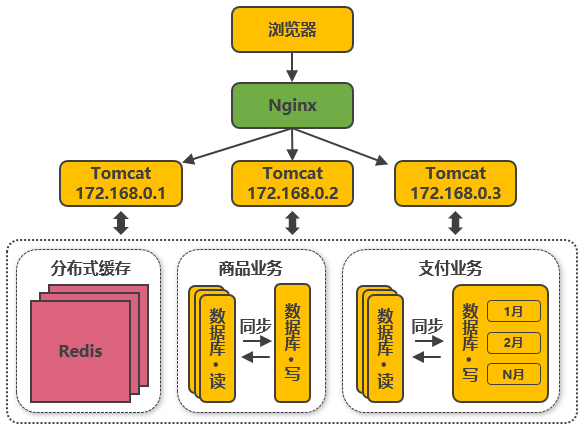 浏览器
Nginx
Tomcat
172.168.0.1
Tomcat
172.168.0.2
Tomcat
172.168.0.3
分布式缓存
Redis
商品业务
数据库·读
同步
数据库·写
支付业务
数据库·读
同步
数据库·写
1月
2月
N月